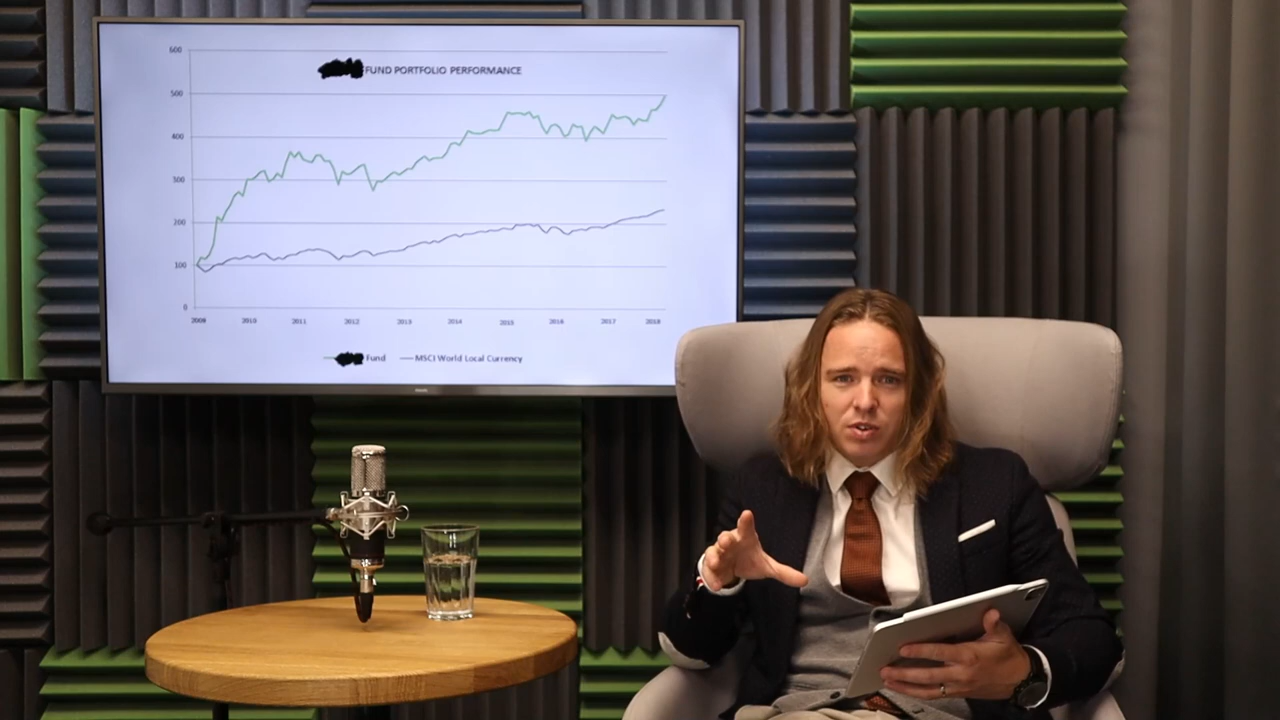 600
FUND PORTFOLIO PERFORMANCE
500
400
300
200
100
0
2008 2010 2011 2012 2013 2014 2015 2016 2017 2018
Fund MSCI World Local Currency